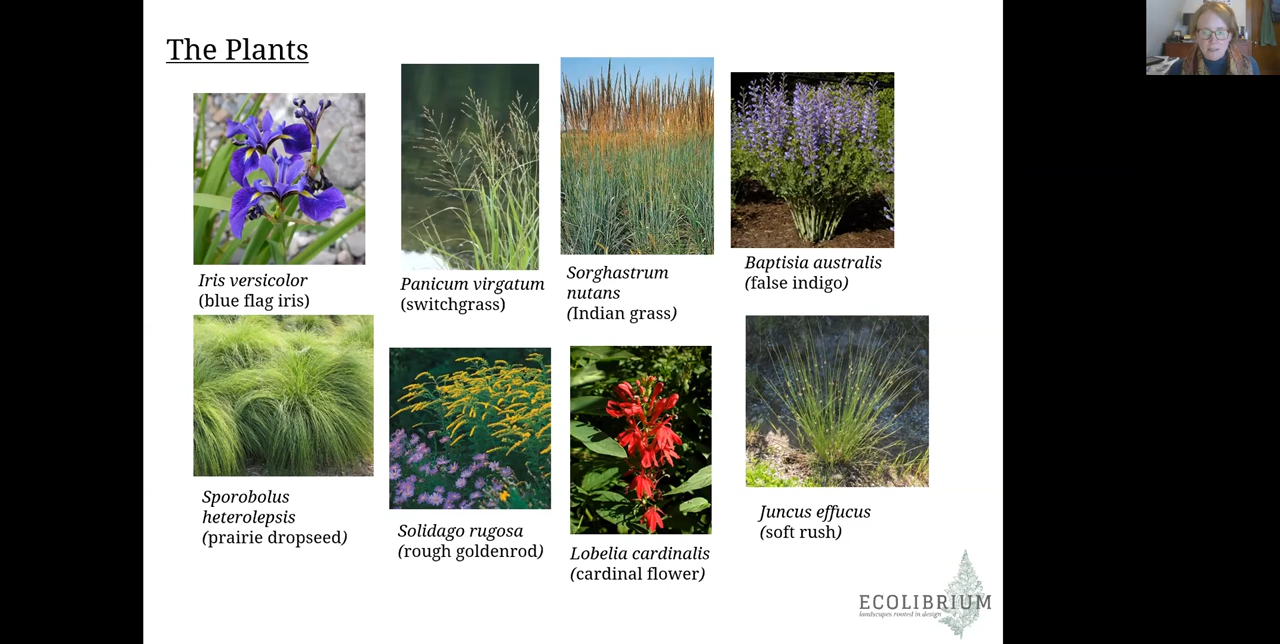 The Plants
Iris versicolor
(blue flag iris)
Panicum virgatum
(switchgrass)
Sorghastrum
nutans
(Indian grass)
Baptisia australis
(false indigo)
Sporobolus
heterolepsis
(prairie dropseed)
Solidago rugosa
(rough goldenrod)
Lobelia cardinalis
(cardinal flower)
Juncus effucus
(soft rush)
ECOLIBRIUM
landscapes rooted in design